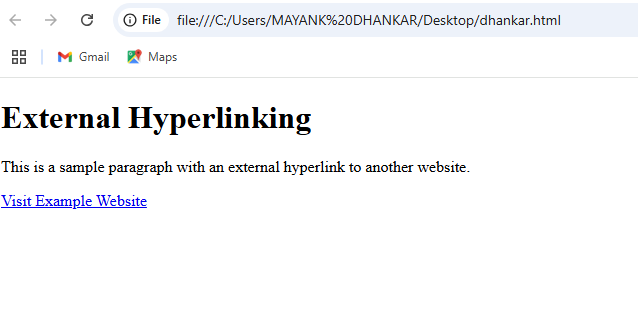 File file:///C:/Users/MAYANK%20DHANKAR/Desktop/dhankar.html
Gmail Maps
External Hyperlinking
This is a sample paragraph with an external hyperlink to another website.
Visit Example Website